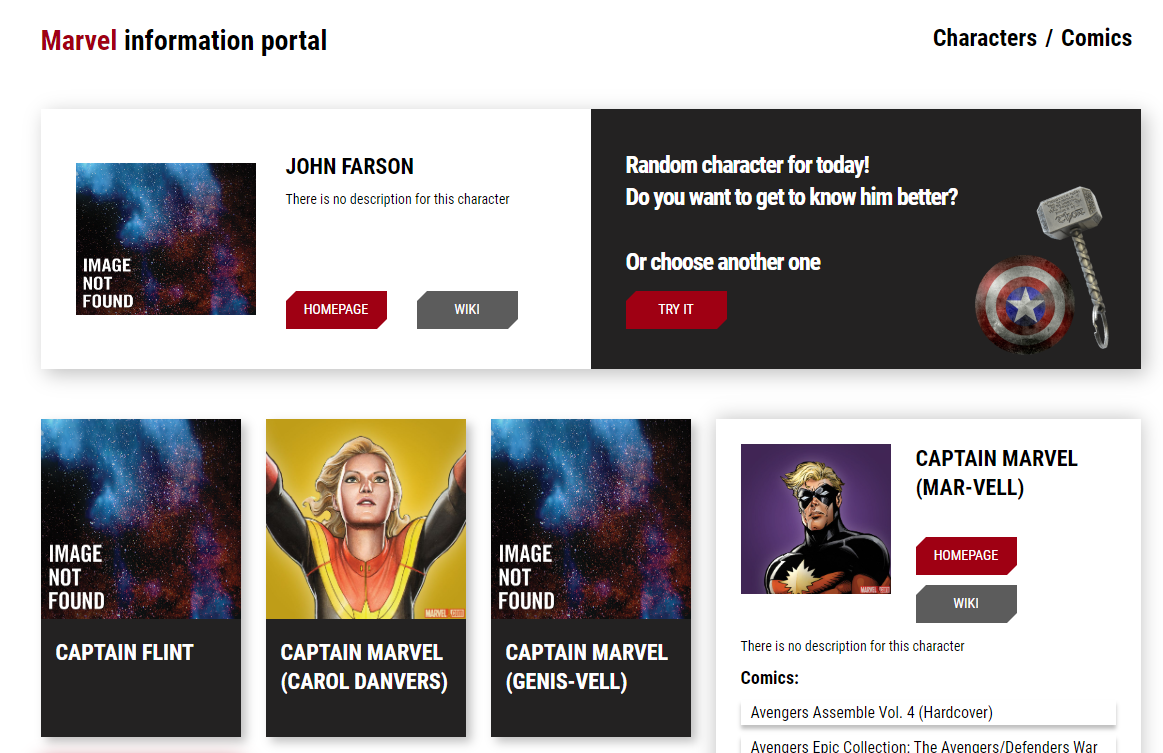 Marvel information portal
Characters / Comics
IMAGE
NOT
FOUND
JOHN FARSON
There is no description for this character
HOMEPAGE
WIKI
Random character for today!
Do you want to get to know him better?
Or choose another one
TRY IT
IMAGE
NOT
FOUND
CAPTAIN FLINT
MARVEL
CAPTAIN MARVEL
(CAROL DANVERS)
IMAGE
NOT
FOUND
CAPTAIN MARVEL
(GENIS-VELL)
MARVEL
CAPTAIN MARVEL
(MAR-VELL)
HOMEPAGE
WIKI
There is no description for this character
Comics:
Avengers Assemble Vol. 4 (Hardcover)
Avengers Epic Collection: The Avengers/Defenders War